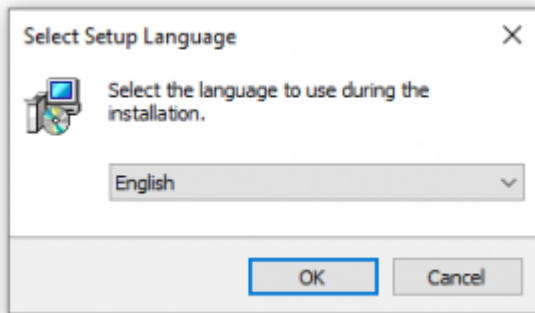 Select Setup Language
Select the language to use during the
installation.
English
OK
Cancel